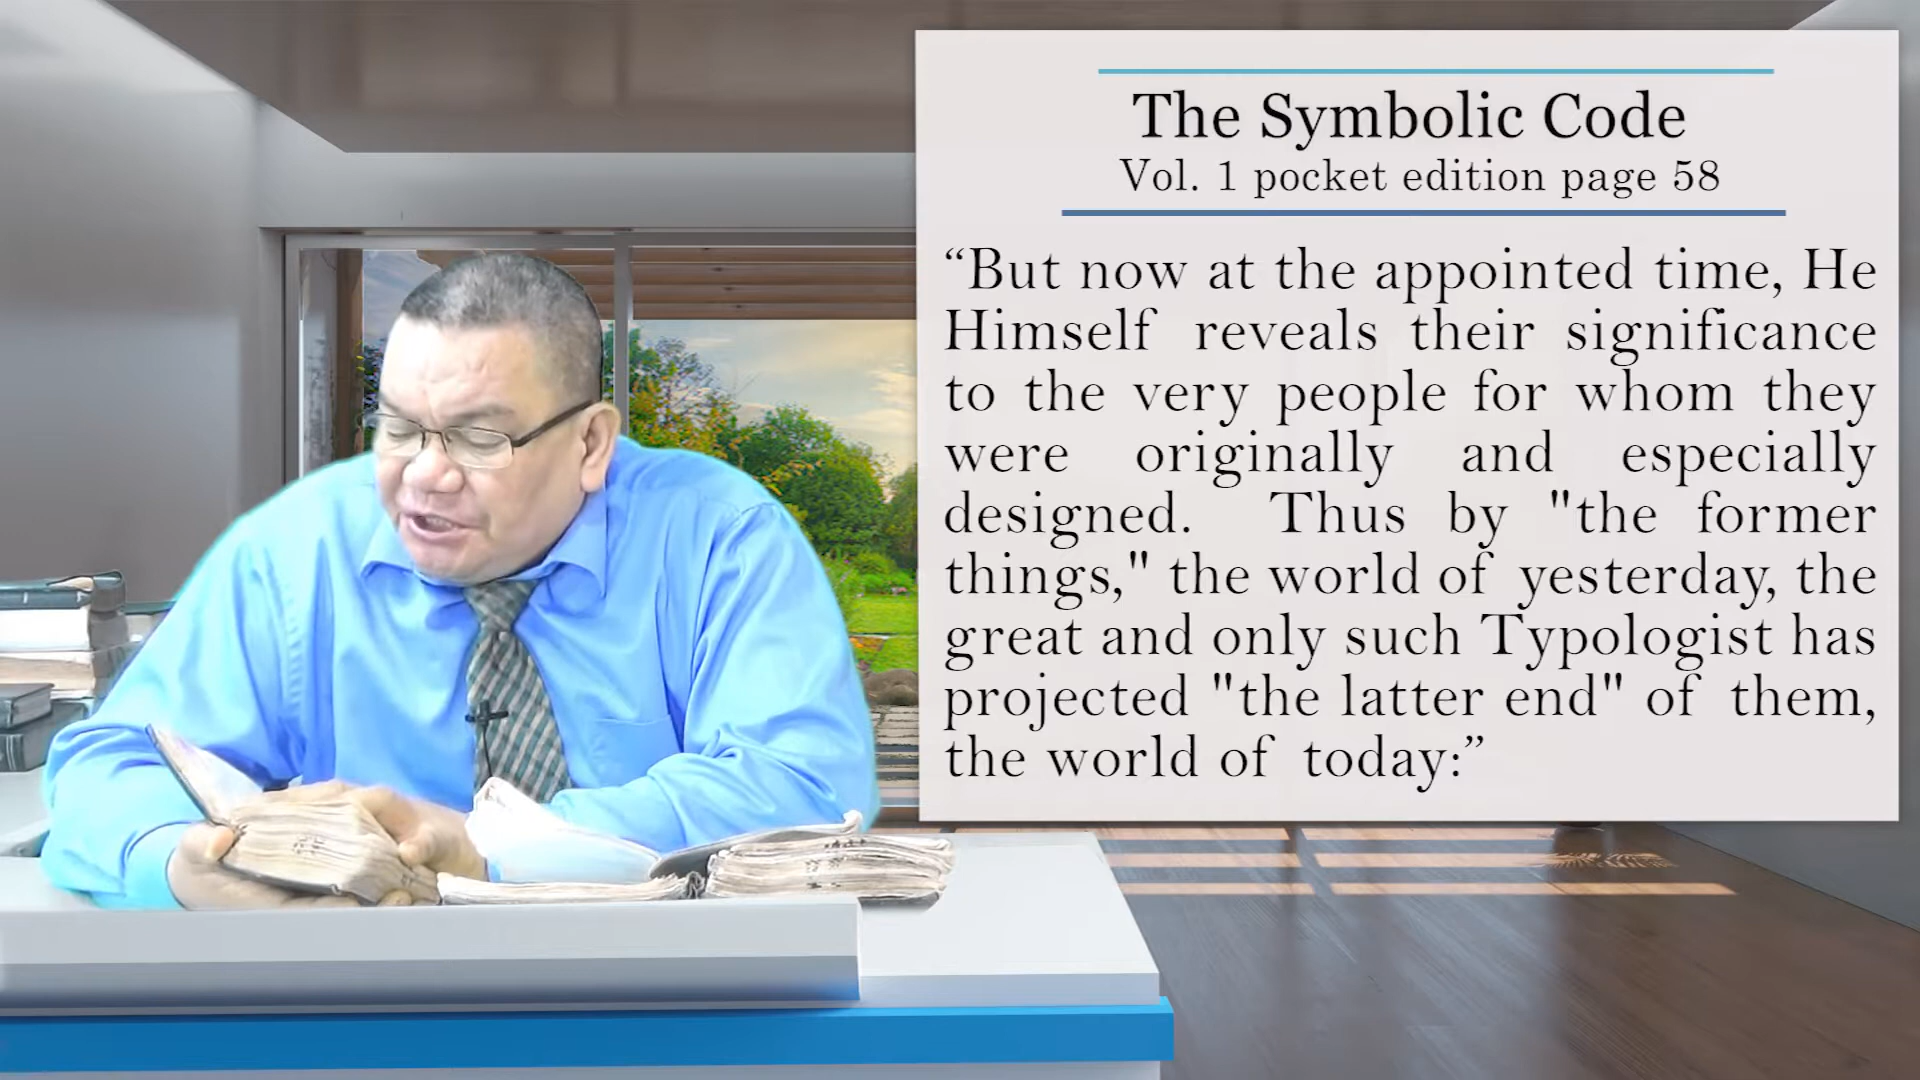 The Symbolic Code
Vol. 1 pocket edition page 58
“But now at the appointed time, He
Himself reveals their significance
to the very people for whom they
were originally and especially
designed. Thus by "the former
things," the world of yesterday, the
great and only such Typologist has
projected "the latter end" of them,
the world of today:”